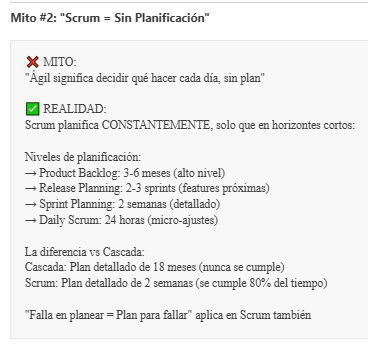 Mito #2: "Scrum = Sin Planificación"
❌ MITO:
"Ágil significa decidir qué hacer cada día, sin plan"
✅ REALIDAD:
Scrum planifica CONSTANTEMENTE, solo que en horizontes cortos:
Niveles de planificación:
→ Product Backlog: 3-6 meses (alto nivel)
→ Release Planning: 2-3 sprints (features próximas)
→ Sprint Planning: 2 semanas (detallado)
→ Daily Scrum: 24 horas (micro-ajustes)
La diferencia vs Cascada:
Cascada: Plan detallado de 18 meses (nunca se cumple)
Scrum: Plan detallado de 2 semanas (se cumple 80% del tiempo)
"Falla en planear = Plan para fallar" aplica en Scrum también